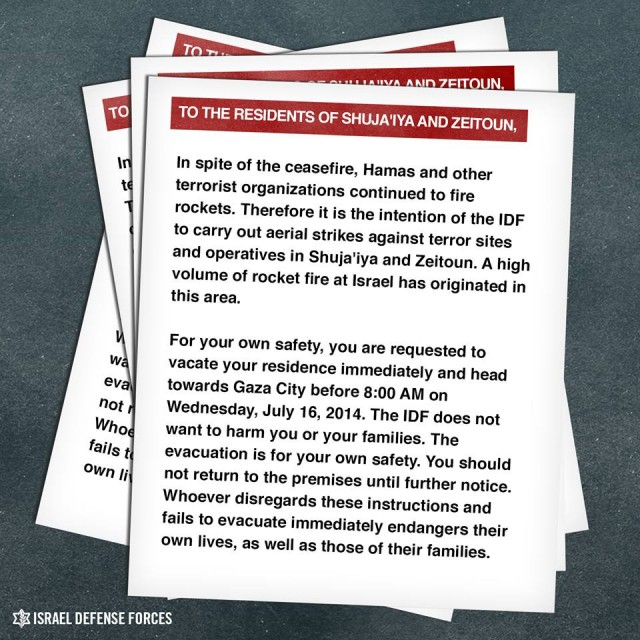 TO THE RESIDENTS OF SHUJA'IYA AND ZEITOUN,
In spite of the ceasefire, Hamas and other
terrorist organizations continued to fire
rockets. Therefore it is the intention of the IDF
to carry out aerial strikes against terror sites
and operatives in Shuja'iya and Zeitoun. A high
volume of rocket fire at Israel has originated in
this area.
For your own safety, you are requested to
vacate your residence immediately and head
towards Gaza City before 8:00 AM on
Wednesday, July 16, 2014. The IDF does not
want to harm you or your families. The
evacuation is for your own safety. You should
not return to the premises until further notice.
Whoever disregards these instructions and
fails to evacuate immediately endangers their
own lives, as well as those of their families.
ISRAEL DEFENSE FORCES